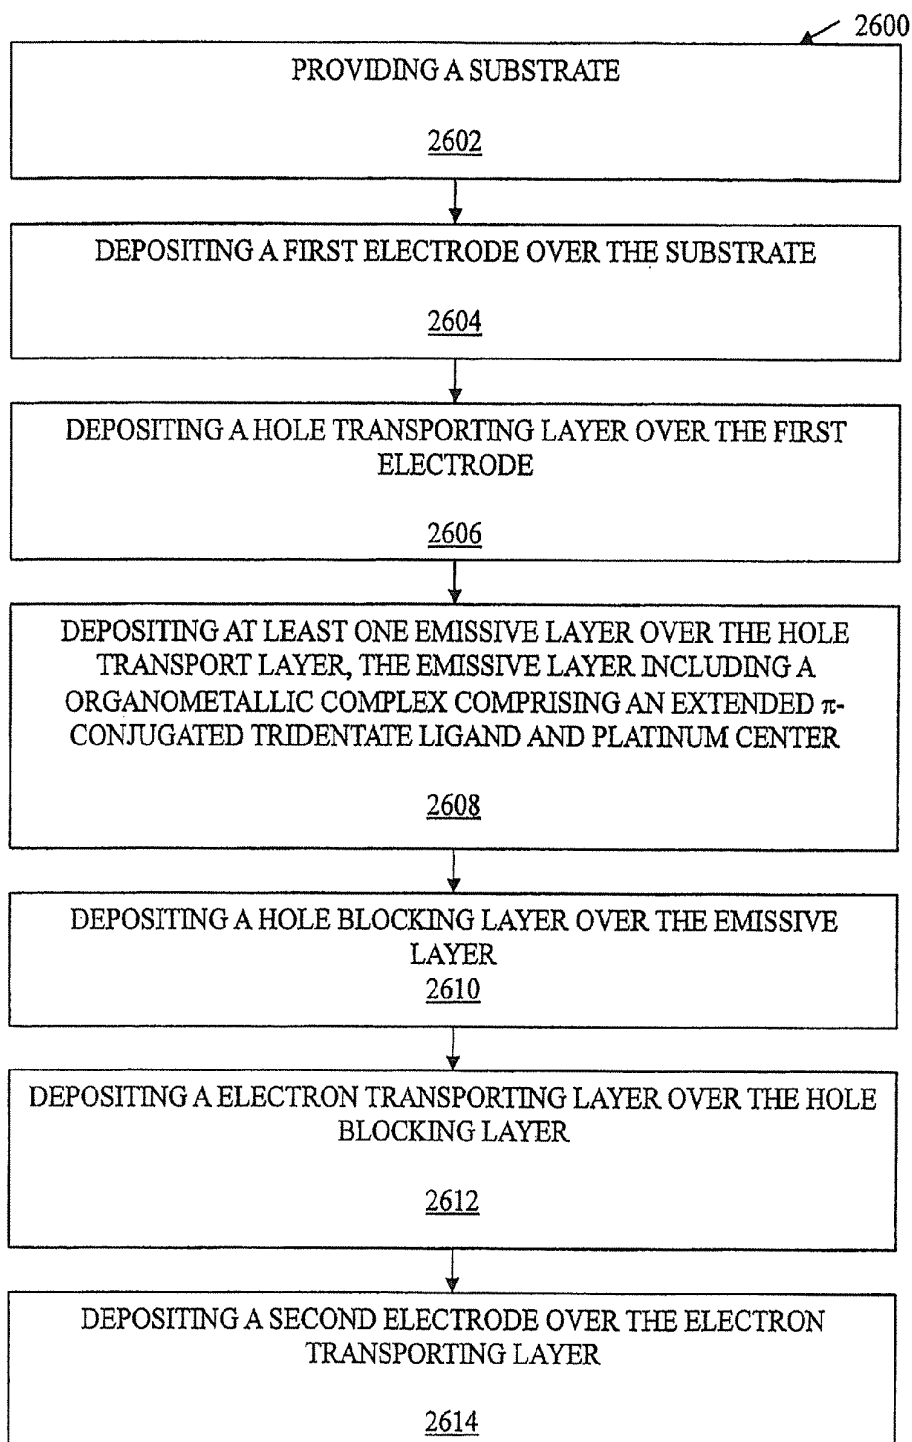 2600
PROVIDING A SUBSTRATE
2602
DEPOSITING A FIRST ELECTRODE OVER THE SUBSTRATE
2604
DEPOSITING A HOLE TRANSPORTING LAYER OVER THE FIRST
ELECTRODE
2606
DEPOSITING AT LEAST ONE EMISSIVE LAYER OVER THE HOLE
TRANSPORT LAYER, THE EMISSIVE LAYER INCLUDING A
ORGANOMETALLIC COMPLEX COMPRISING AN EXTENDED π-
CONJUGATED TRIDENTATE LIGAND AND PLATINUM CENTER
2608
DEPOSITING A HOLE BLOCKING LAYER OVER THE EMISSIVE
LAYER
2610
DEPOSITING A ELECTRON TRANSPORTING LAYER OVER THE HOLE
BLOCKING LAYER
2612
DEPOSITING A SECOND ELECTRODE OVER THE ELECTRON
TRANSPORTING LAYER
2614